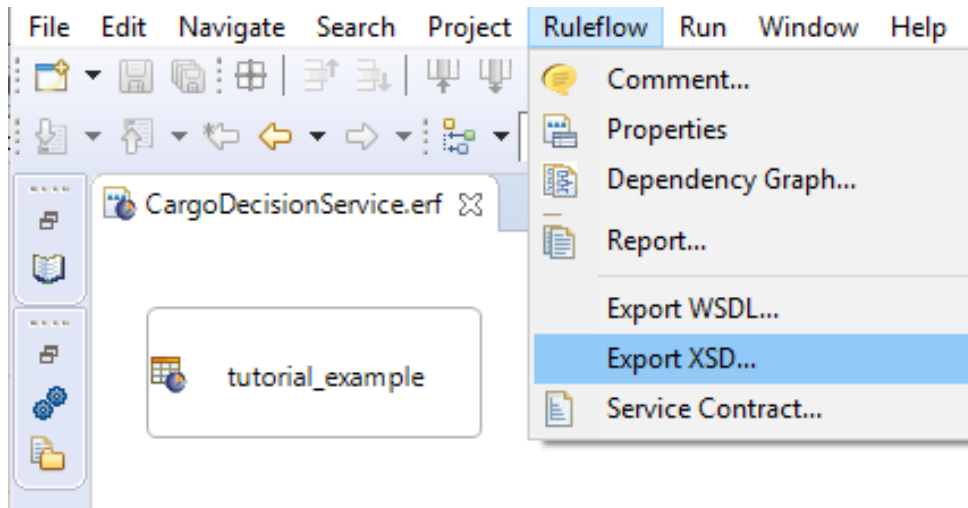 File Edit Navigate Search Project Ruleflow Run Window Help
Comment...
Properties
Dependency Graph...
Report...
Export WSDL...
Export XSD...
Service Contract...
CargoDecisionService.erf
tutorial_example